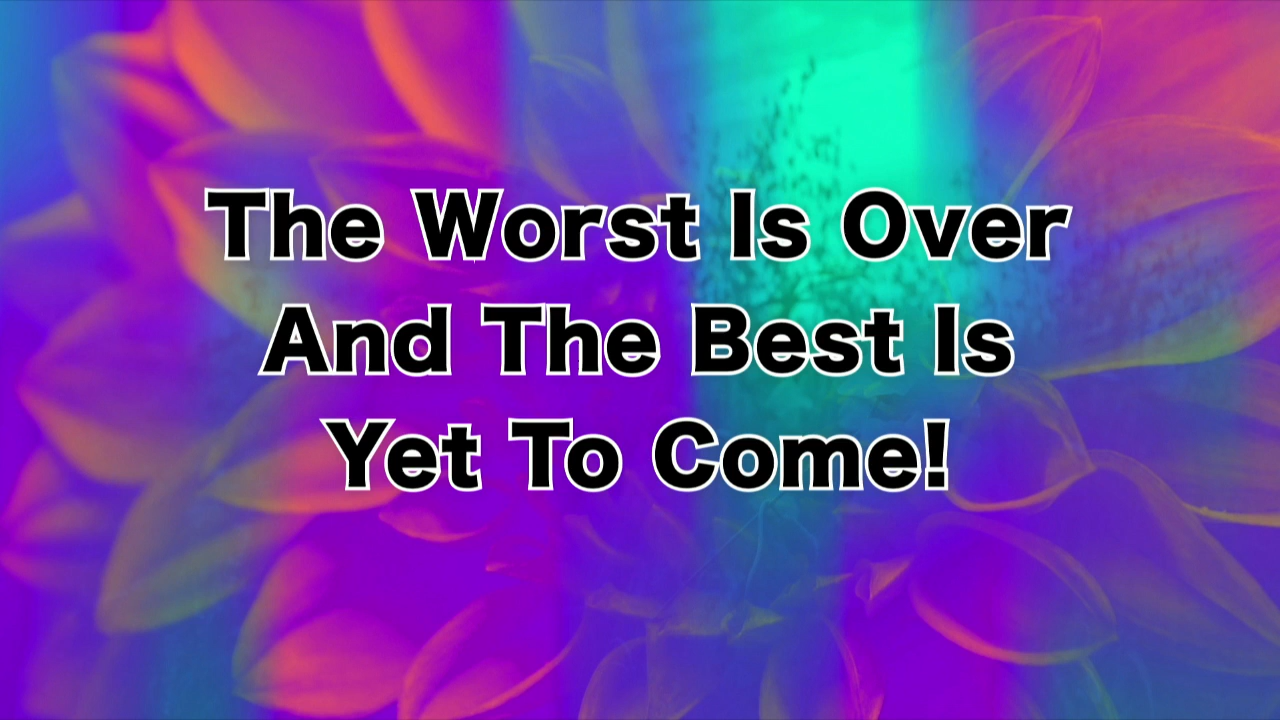 The Worst Is Over
And The Best Is
Yet To Come!